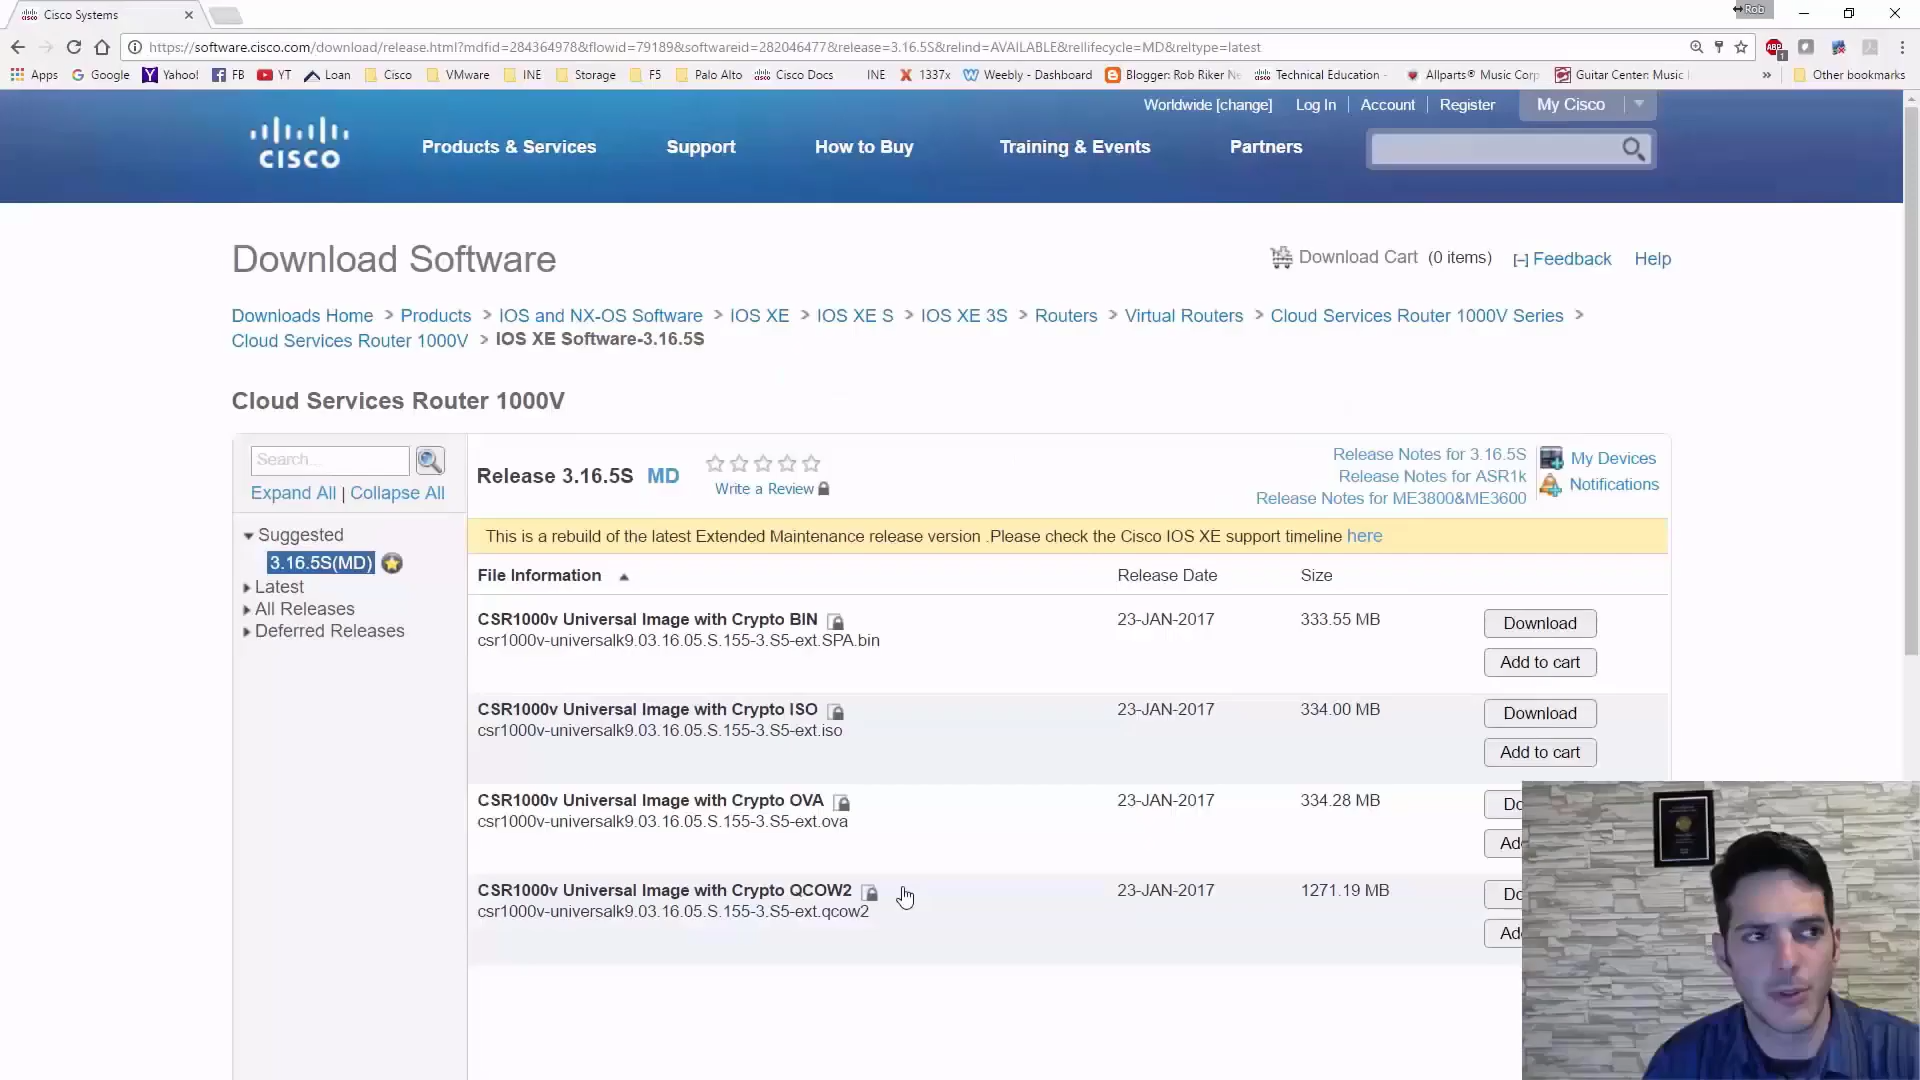 Cisco Systems
Rob
https://software.cisco.com/download/release.html?mdfid=284364978&flowid=79189&softwareid=282046477&release=3.16.5S&relind=AVAILABLE&rellifecycle=MD&reltype=latest
Apps Google Yahoo! FB YT Loan Cisco VMware INE Storage F5 Palo Alto Cisco Docs INE 1337x Weebly - Dashboard Blogger: Rob Riker Ne Technical Education - Allparts® Music Corp Guitar Center: Music » Other bookmarks
Worldwide [change] Log In Account Register My Cisco
CISCO
Products & Services Support How to Buy Training & Events Partners
Download Software
Download Cart (0 items) [–] Feedback Help
Downloads Home > Products > IOS and NX-OS Software > IOS XE > IOS XE S > IOS XE 3S > Routers > Virtual Routers > Cloud Services Router 1000V Series >
Cloud Services Router 1000V > IOS XE Software-3.16.5S
Cloud Services Router 1000V
Search...
Expand All | Collapse All
Suggested
3.16.5S(MD)
Latest
All Releases
Deferred Releases
Release 3.16.5S MD
Write a Review
Release Notes for 3.16.5S
Release Notes for ASR1k
Release Notes for ME3800&ME3600
My Devices
Notifications
This is a rebuild of the latest Extended Maintenance release version .Please check the Cisco IOS XE support timeline here
File Information Release Date Size
CSR1000v Universal Image with Crypto BIN 23-JAN-2017 333.55 MB Download
csr1000v-universalk9.03.16.05.S.155-3.S5-ext.SPA.bin
Add to cart
CSR1000v Universal Image with Crypto ISO 23-JAN-2017 334.00 MB Download
csr1000v-universalk9.03.16.05.S.155-3.S5-ext.iso
Add to cart
CSR1000v Universal Image with Crypto OVA 23-JAN-2017 334.28 MB Do
csr1000v-universalk9.03.16.05.S.155-3.S5-ext.ova
Ad
CSR1000v Universal Image with Crypto QCOW2 23-JAN-2017 1271.19 MB Do
csr1000v-universalk9.03.16.05.S.155-3.S5-ext.qcow2
Ad